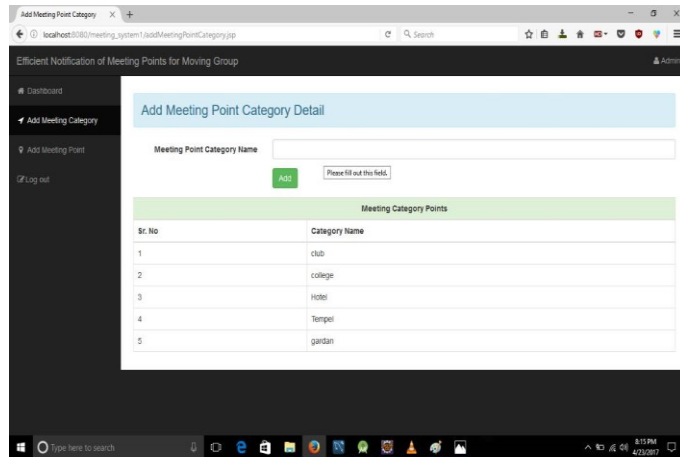 Add Meeting Point Category
localhost:8080/meeting_system1/addMeetingPointCategory.jsp
Search
Efficient Notification of Meeting Points for Moving Group
Admin
Dashboard
Add Meeting Category
Add Meeting Point
Log out
Add Meeting Point Category Detail
Meeting Point Category Name
Add
Please fill out this field.
Meeting Category Points
Sr. No Category Name
1 club
2 college
3 Hotel
4 Tempel
5 gardan
Type here to search
8:15 PM
4/23/2017